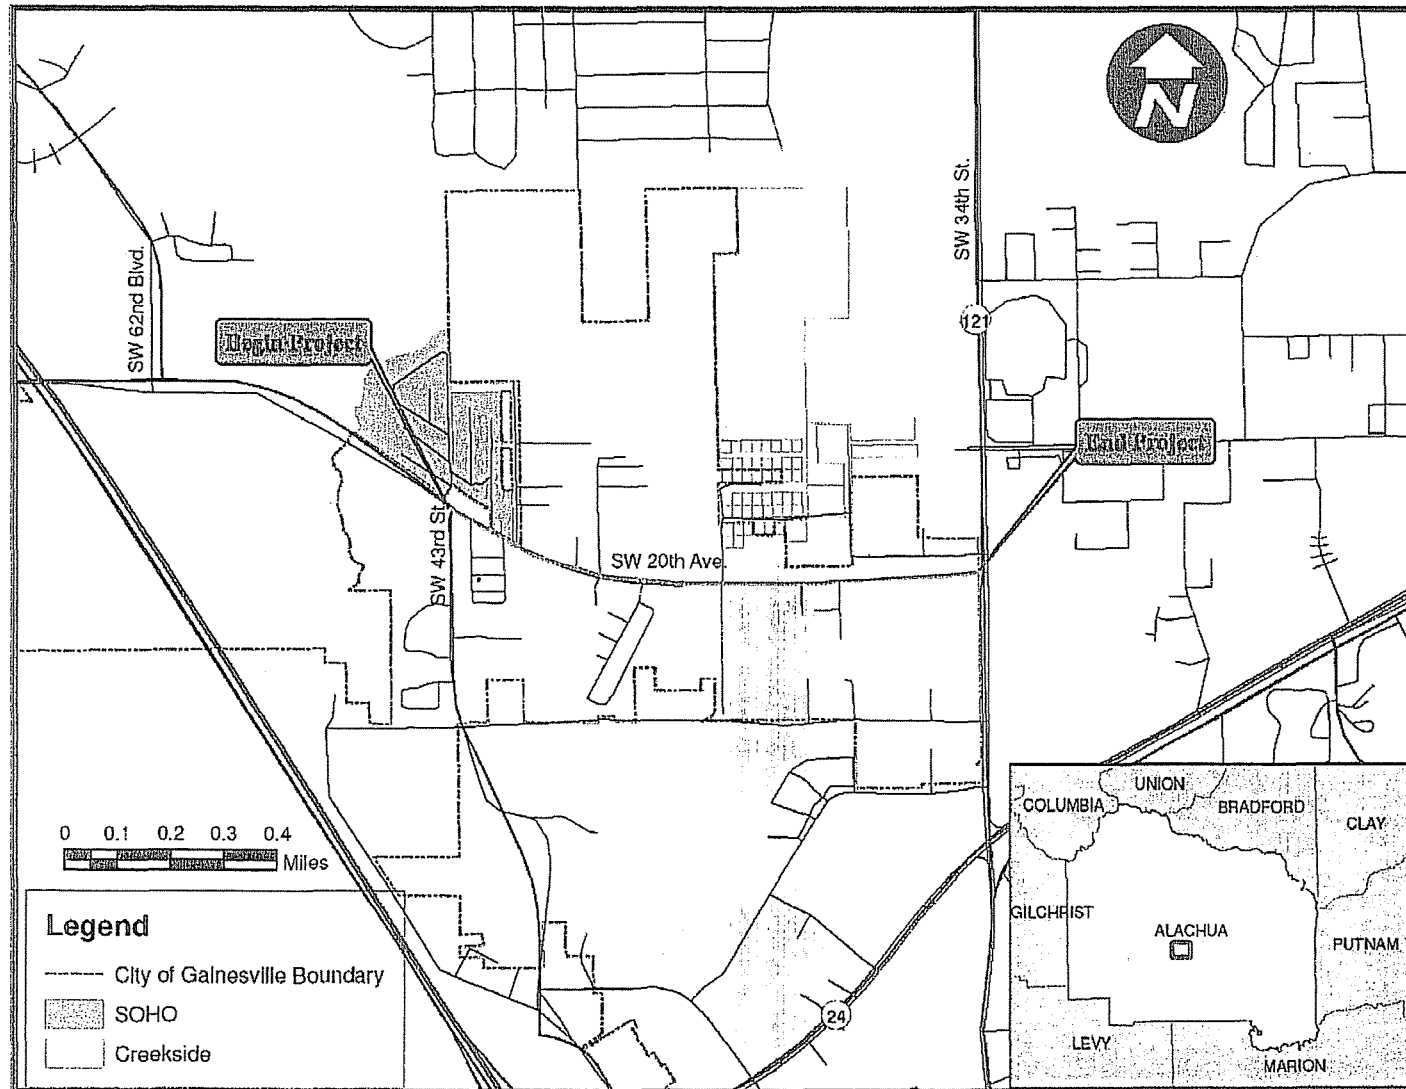 N
SW 34th St.
SW 62nd Blvd.
121
Begin Project
End Project
SW 43rd St.
SW 20th Ave.
0 0.1 0.2 0.3 0.4
Miles
Legend
City of Gainesville Boundary
SOHO
Creekside
24
UNION
COLUMBIA
BRADFORD
CLAY
GILCHRIST
ALACHUA
PUTNAM
LEVY
MARION